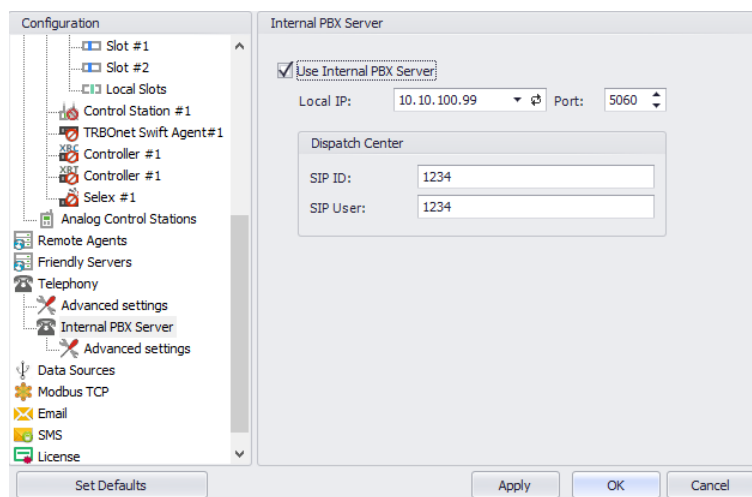 Configuration
Slot #1
Slot #2
Local Slots
Control Station #1
TRBOnet Swift Agent#1
XRC
Controller #1
XRT
Controller #1
Selex #1
Analog Control Stations
Remote Agents
Friendly Servers
Telephony
Advanced settings
Internal PBX Server
Advanced settings
Data Sources
Modbus TCP
Email
SMS
License
Set Defaults
Internal PBX Server
Use Internal PBX Server
Local IP: 10.10.100.99 Port: 5060
Dispatch Center
SIP ID: 1234
SIP User: 1234
Apply OK Cancel